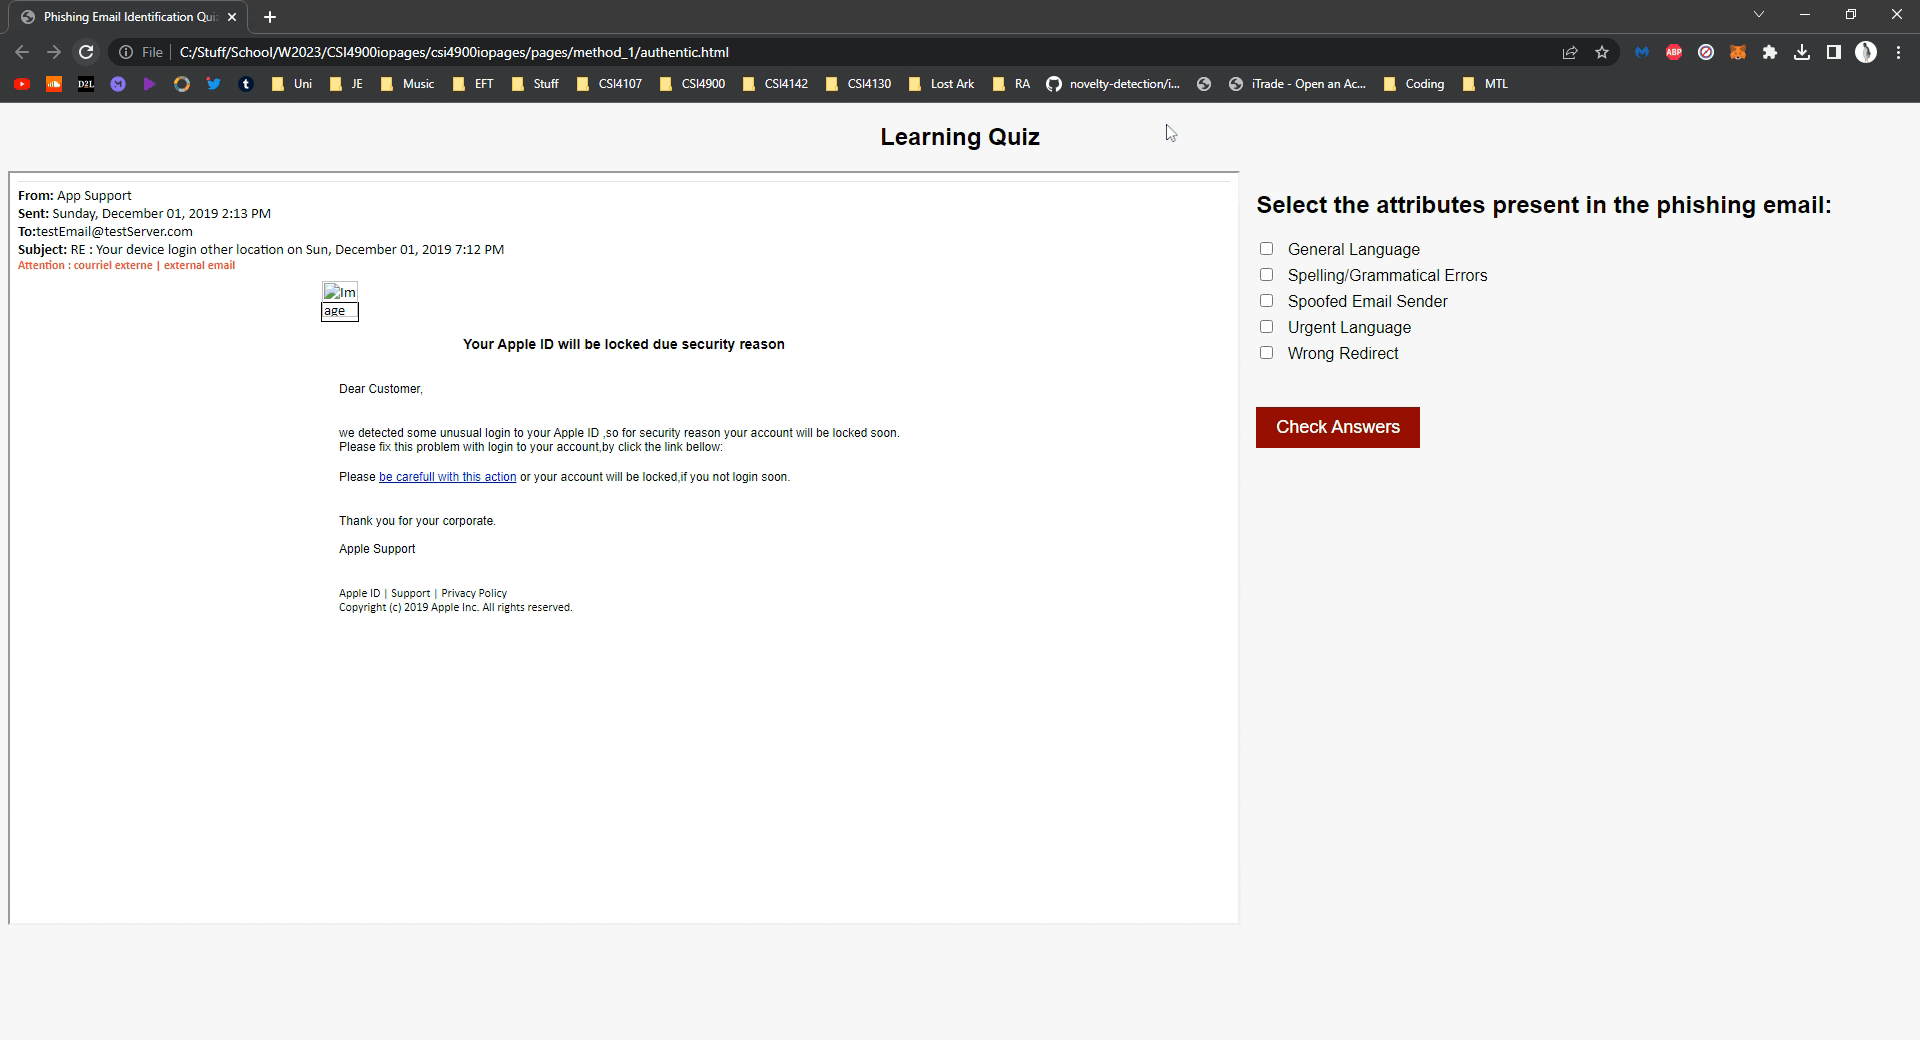 Phishing Email Identification Qui
File
C:/Stuff/School/W2023/CSI4900iopages/csi4900iopages/pages/method_1/authentic.html
ABP
D2L
Uni
JE
Music
EFT
Stuff
CSI4107
CSI4900
CSI4142
CSI4130
Lost Ark
RA
novelty-detection/i...
iTrade - Open an Ac...
Coding
MTL
Learning Quiz
From: App Support
Sent: Sunday, December 01, 2019 2:13 PM
To:testEmail@testServer.com
Subject: RE : Your device login other location on Sun, December 01, 2019 7:12 PM
Attention : courriel externe | external email
Im
age
Your Apple ID will be locked due security reason
Dear Customer,
we detected some unusual login to your Apple ID ,so for security reason your account will be locked soon.
Please fix this problem with login to your account,by click the link bellow:
Please be carefull with this action or your account will be locked,if you not login soon.
Thank you for your corporate.
Apple Support
Apple ID | Support | Privacy Policy
Copyright (c) 2019 Apple Inc. All rights reserved.
Select the attributes present in the phishing email:
General Language
Spelling/Grammatical Errors
Spoofed Email Sender
Urgent Language
Wrong Redirect
Check Answers